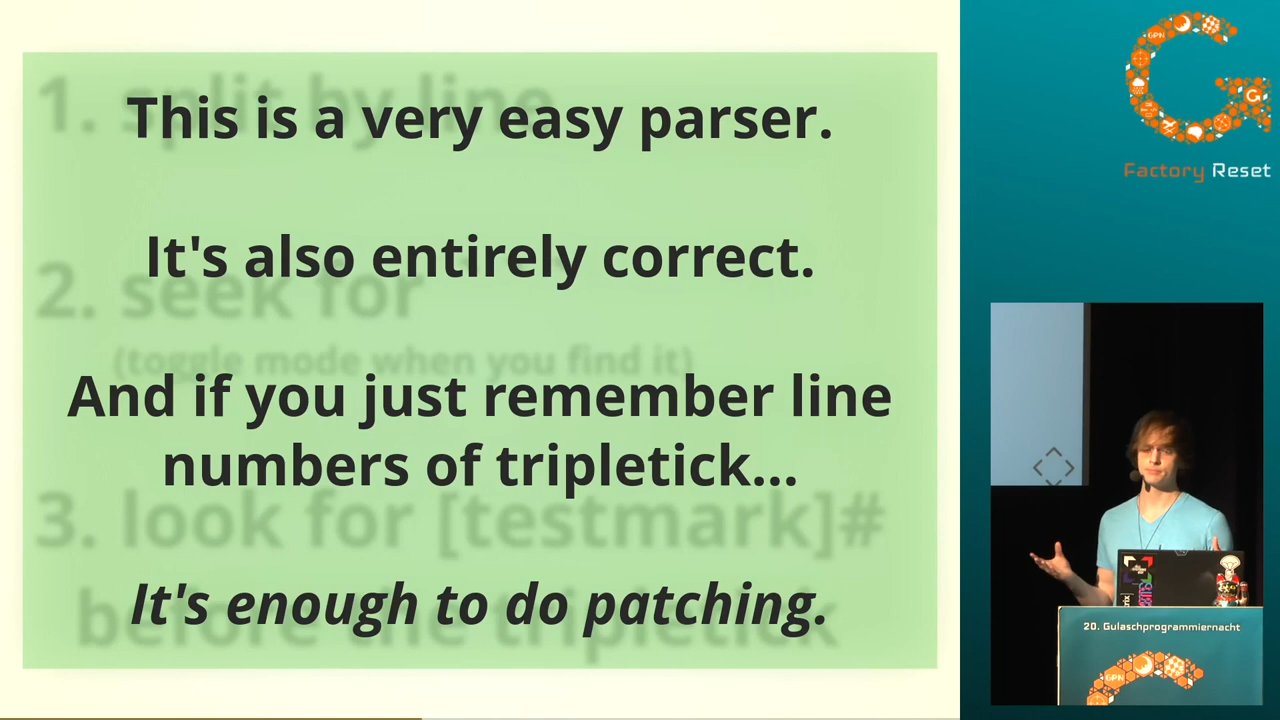 This is a very easy parser.
It's also entirely correct.
And if you just remember line
numbers of tripletick...
It's enough to do patching.
1. split by line
2. seek for
(toggle mode when you find it)
3. look for [testmark]#
before the tripletick
GPN
G
Factory Reset
20. Gulaschprogrammiernacht
GPN